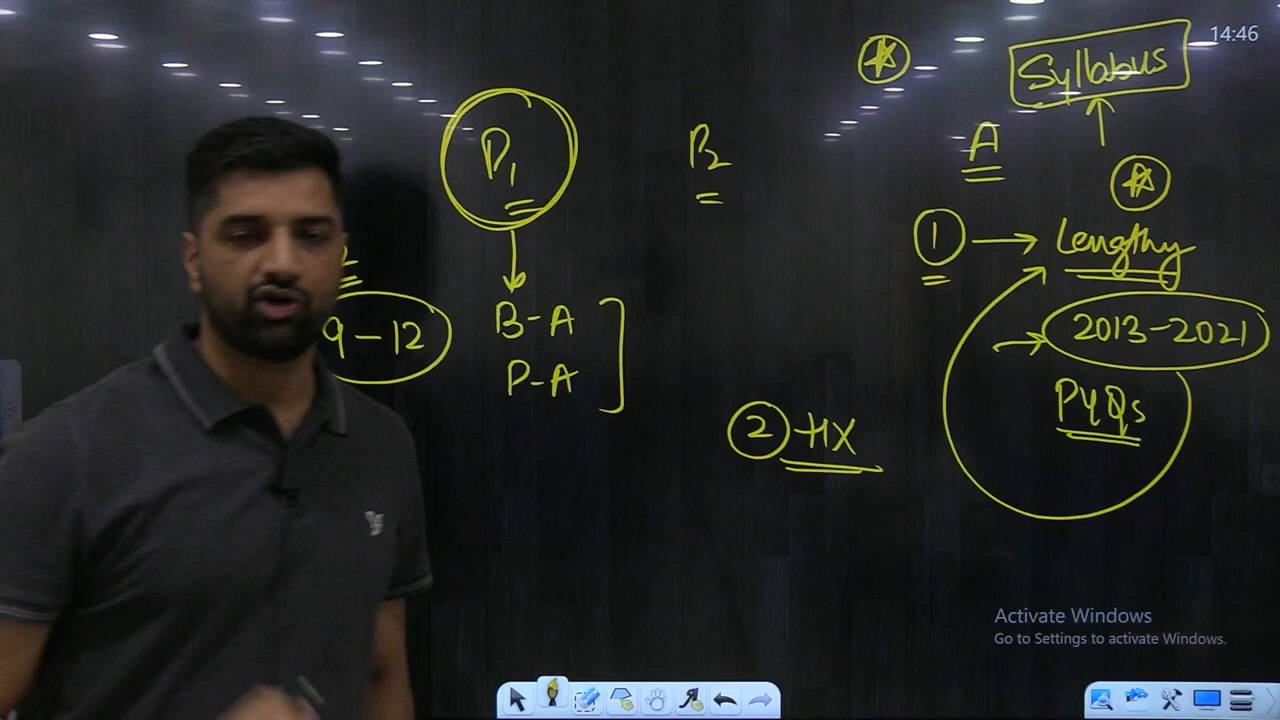 14:46
Syllabus
P1
P2
A
1 → Lengthy
9-12
B-A
P-A
2013-2021
PYQs
2
Activate Windows
Go to Settings to activate Windows.